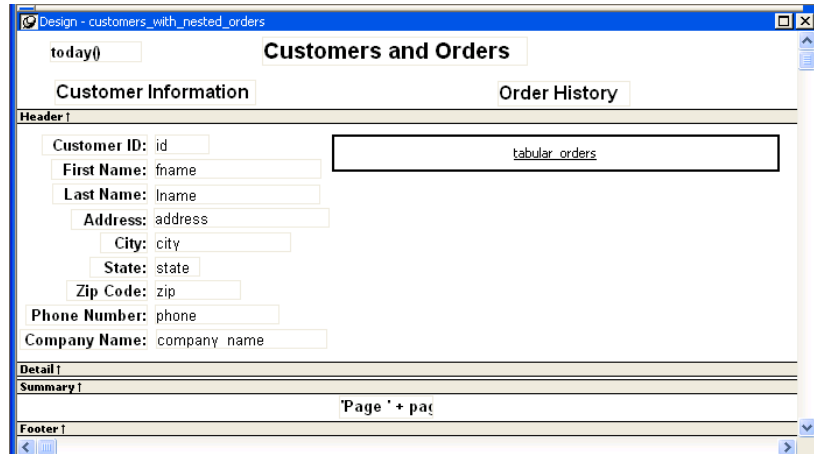 Design - customers_with_nested_orders
today() Customers and Orders
Customer Information Order History
Header ↑
Customer ID: id
tabular_orders
First Name: fname
Last Name: lname
Address: address
City: city
State: state
Zip Code: zip
Phone Number: phone
Company Name: company_name
Detail ↑
Summary ↑
'Page ' + pag
Footer ↑